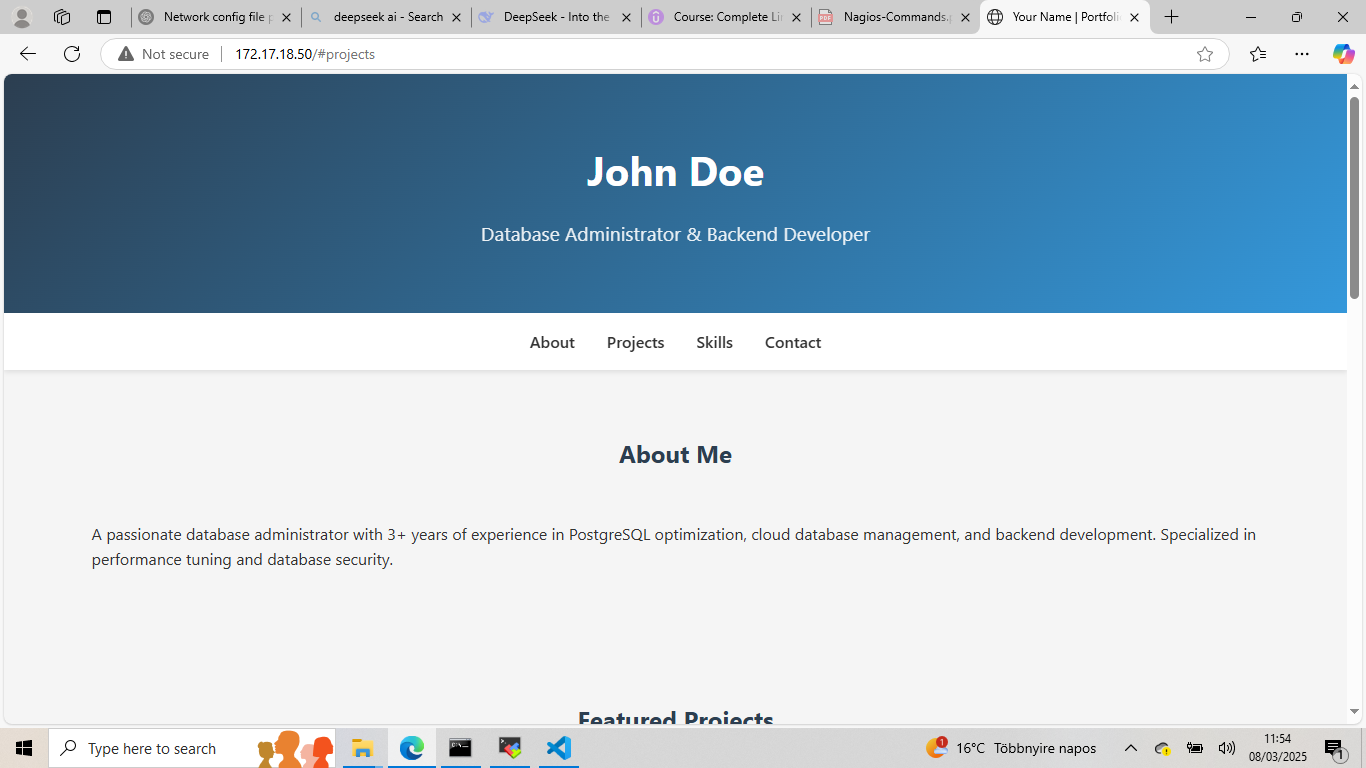 Network config file p
deepseek ai - Search
DeepSeek - Into the
Course: Complete Li
Nagios-Commands.
Your Name | Portfoli
Not secure
172.17.18.50/#projects
John Doe
Database Administrator & Backend Developer
About Projects Skills Contact
About Me
A passionate database administrator with 3+ years of experience in PostgreSQL optimization, cloud database management, and backend development. Specialized in
performance tuning and database security.
Featured Projects
Type here to search
1
16°C Többnyire napos
11:54
08/03/2025
1